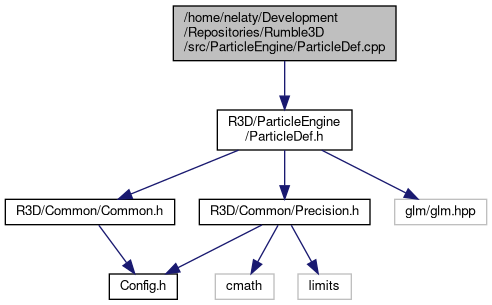 /home/nelaty/Development
/Repositories/Rumble3D
/src/ParticleEngine/ParticleDef.cpp
R3D/ParticleEngine
/ParticleDef.h
R3D/Common/Common.h
R3D/Common/Precision.h
glm/glm.hpp
Config.h
cmath
limits